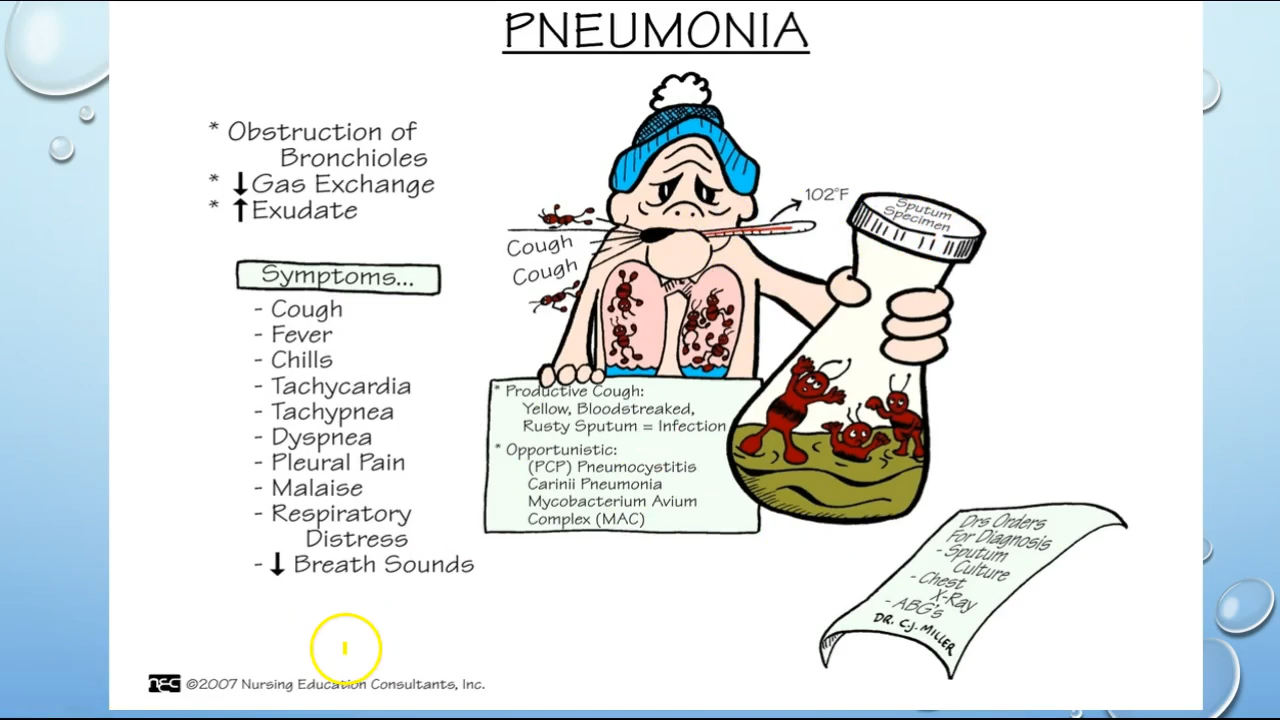 PNEUMONIA
* Obstruction of
Bronchioles
* ↓Gas Exchange
* ↑Exudate
Symptoms...
- Cough
- Fever
- Chills
- Tachycardia
- Tachypnea
- Dyspnea
- Pleural Pain
- Malaise
- Respiratory
Distress
- ↓ Breath Sounds
102°F
Cough
Cough
Sputum
Specimen
* Productive Cough:
Yellow, Bloodstreaked,
Rusty Sputum = Infection
* Opportunistic:
(PCP) Pneumocystitis
Carinii Pneumonia
Mycobacterium Avium
Complex (MAC)
Drs Orders
For Diagnosis
- Sputum
Culture
- Chest
X-Ray
- ABG's
DR. C.J. MILLER
nec ©2007 Nursing Education Consultants, Inc.